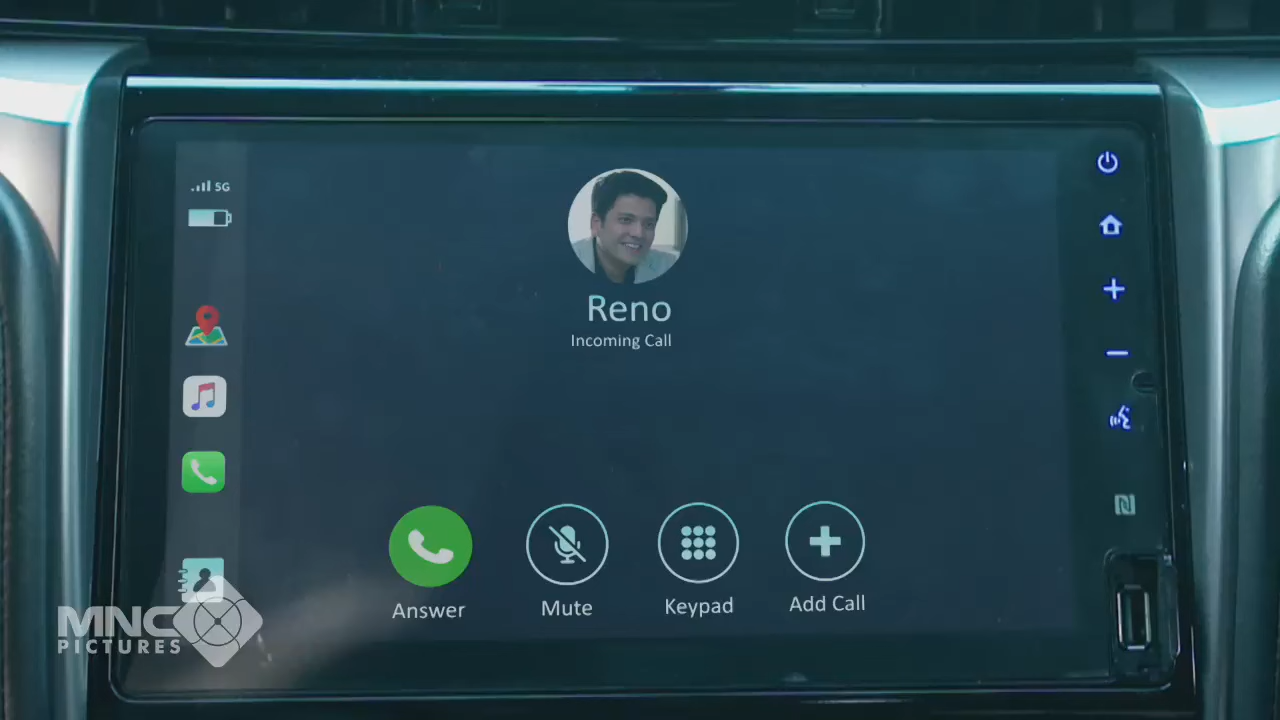 5G
Reno
Incoming Call
Answer
Mute
Keypad
Add Call
MNC
PICTURES